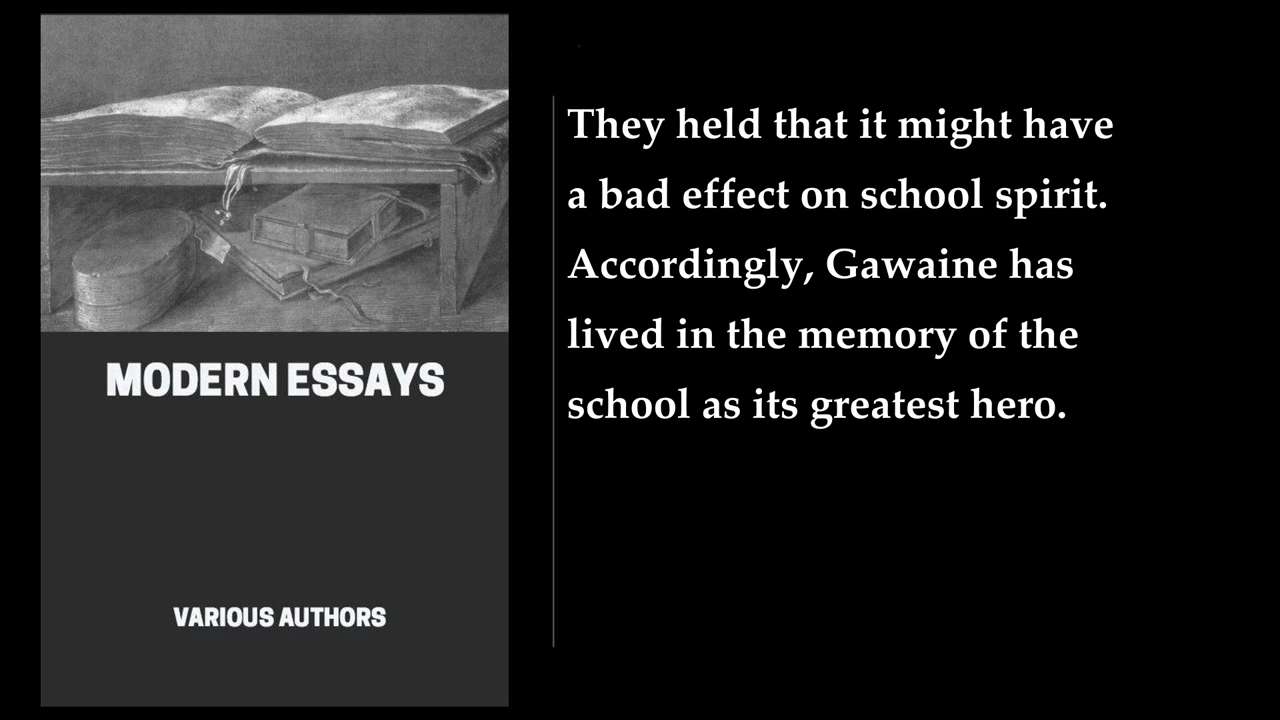 MODERN ESSAYS
VARIOUS AUTHORS
They held that it might have
a bad effect on school spirit.
Accordingly, Gawaine has
lived in the memory of the
school as its greatest hero.